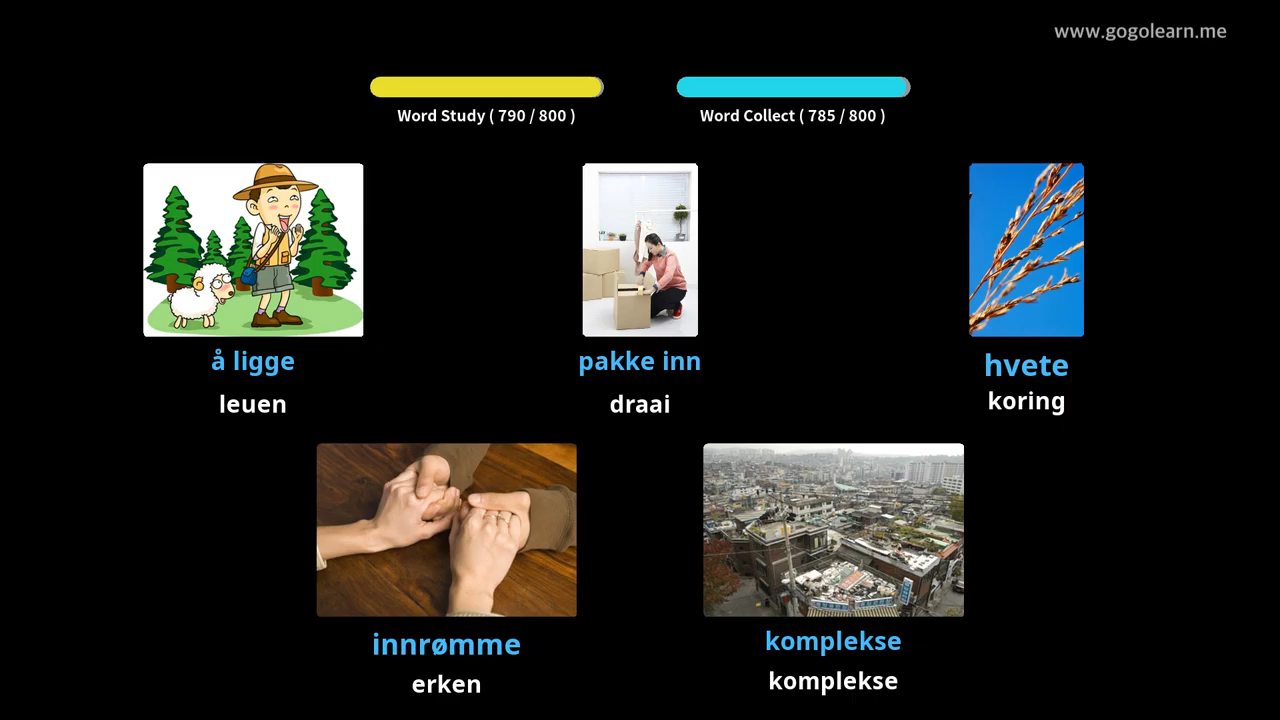 www.gogolearn.me
Word Study ( 790 / 800 )
Word Collect ( 785 / 800 )
å ligge
pakke inn
hvete
leuen
draai
koring
innrømme
komplekse
erken
komplekse